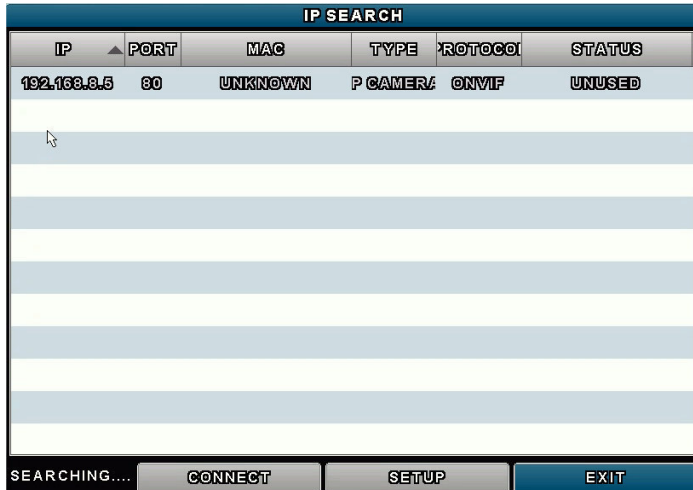 IP SEARCH
IP PORT MAC TYPE PROTOCOL STATUS
192.168.8.5 80 UNKNOWN P CAMERA ONVIF UNUSED
SEARCHING.... CONNECT SETUP EXIT